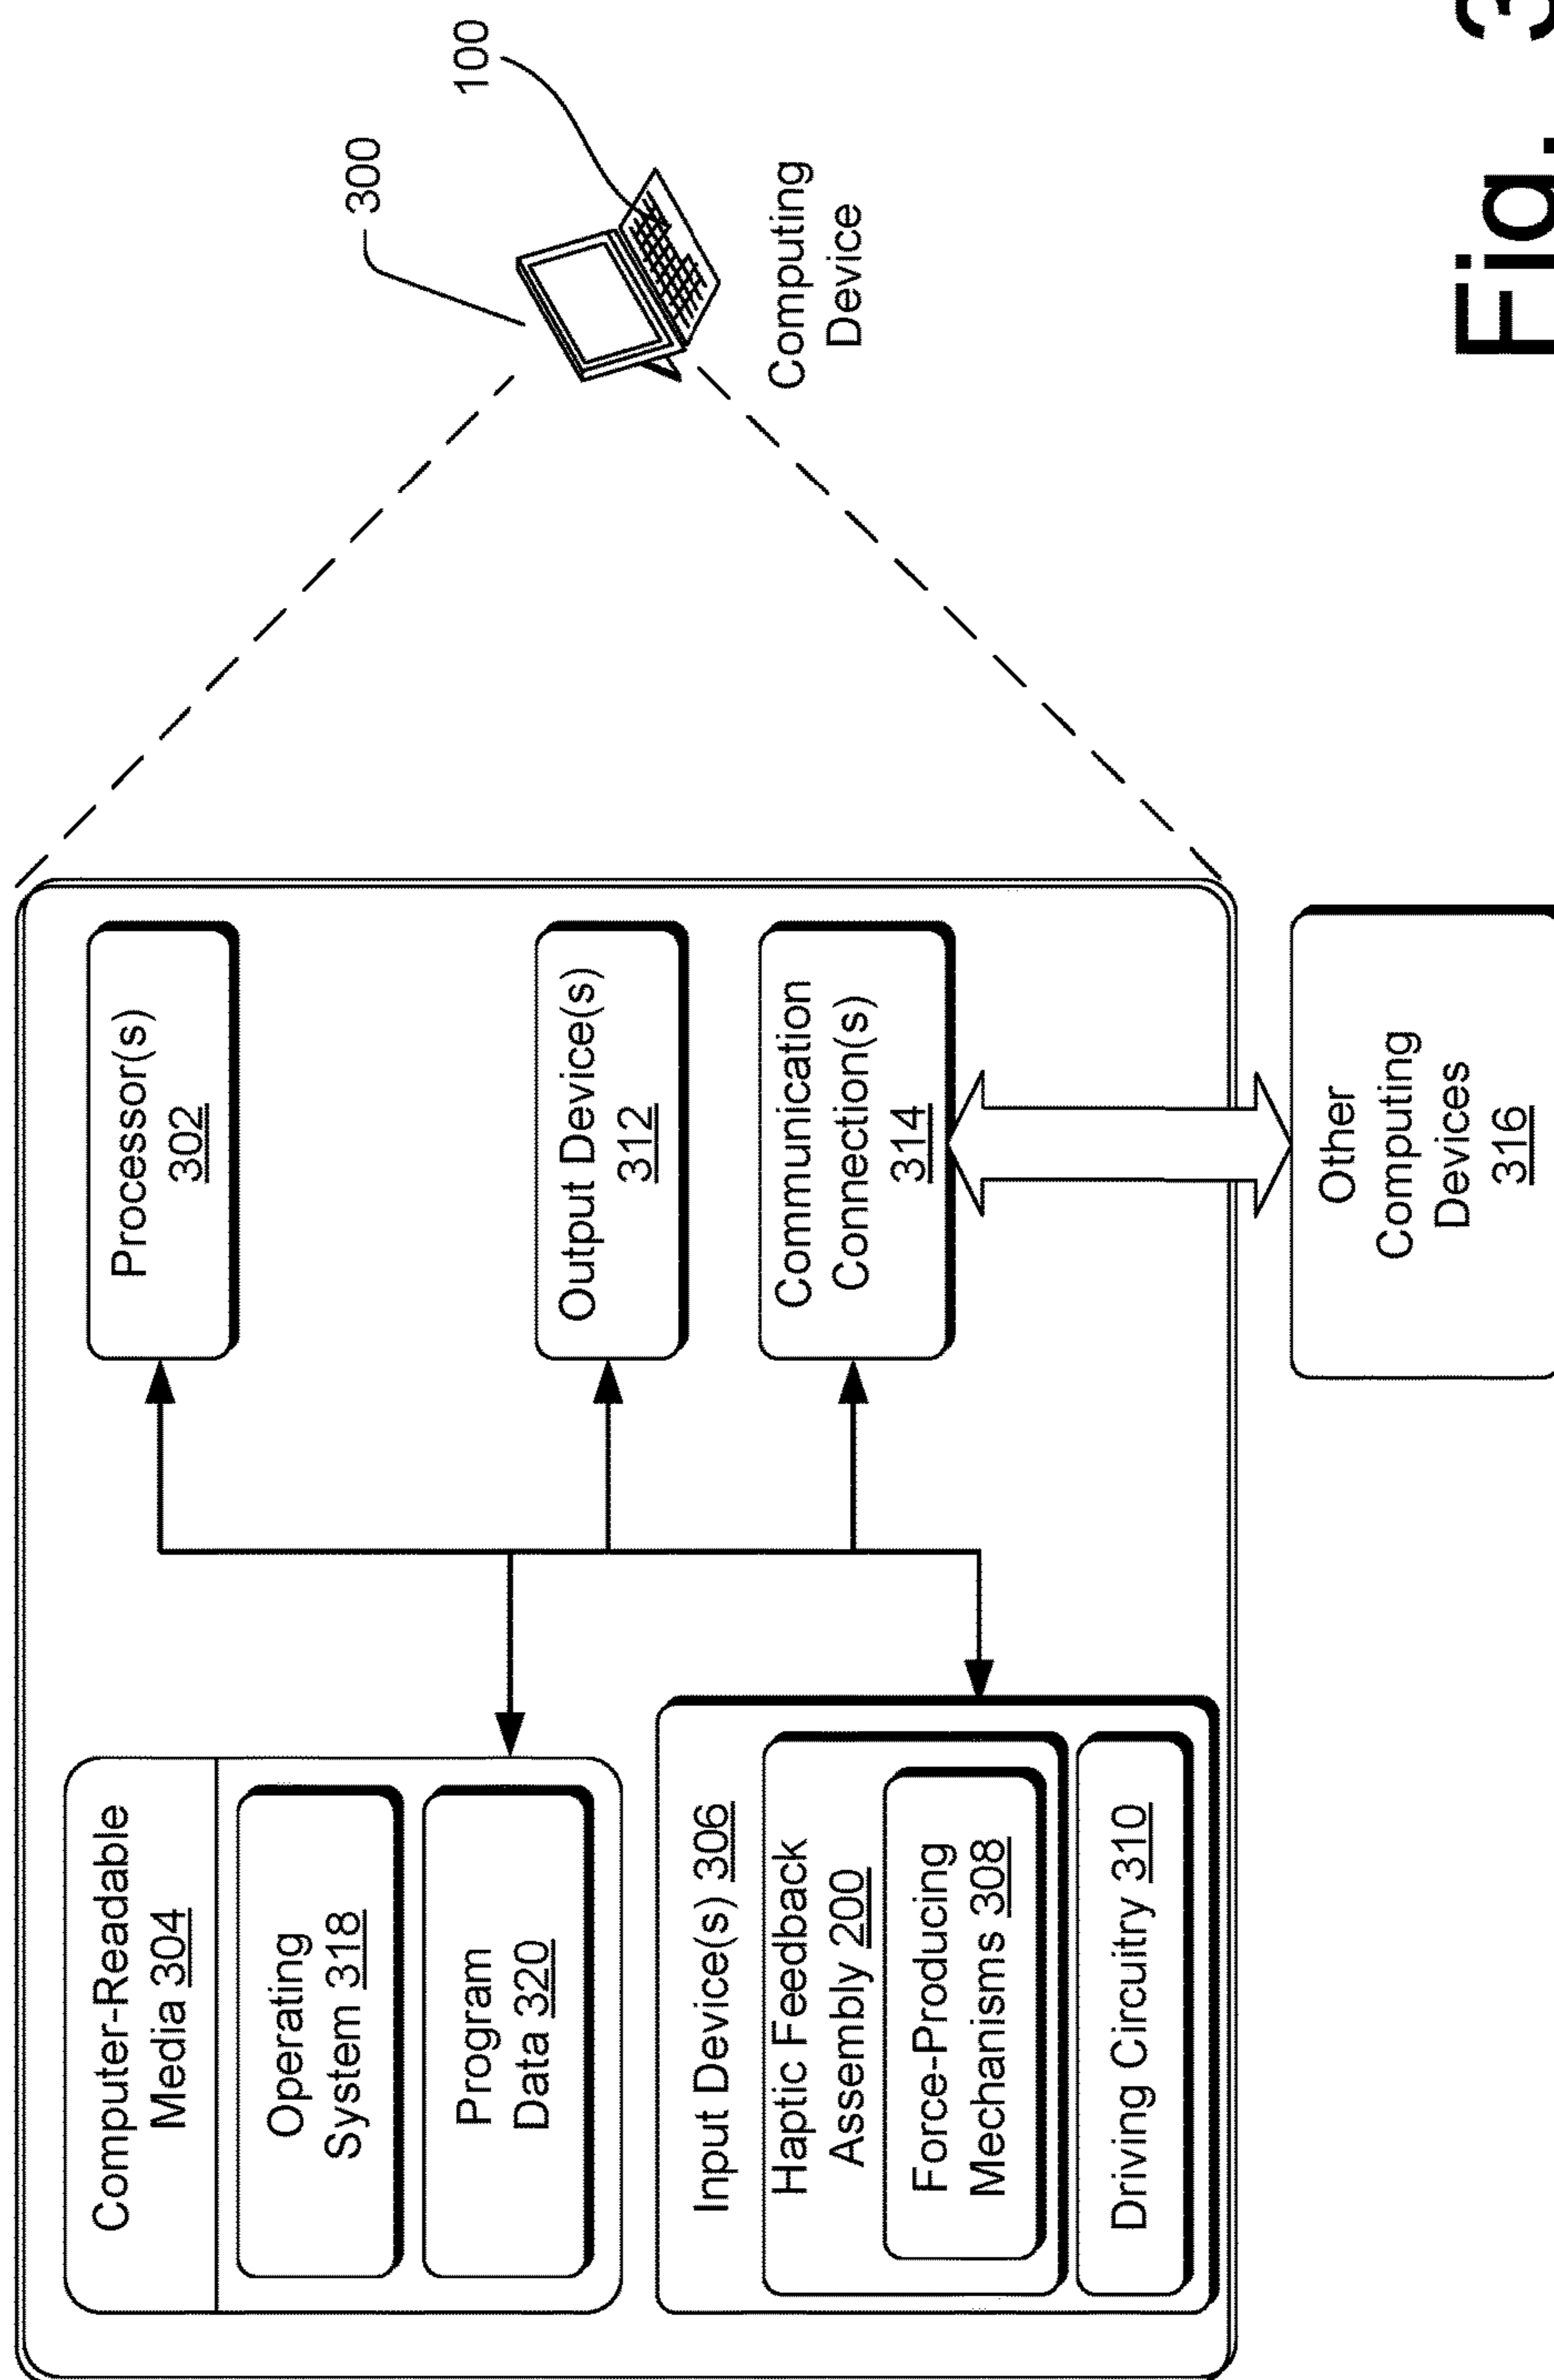 300
100
Computing
Device
Computer-Readable
Media 304
Operating
System 318
Program
Data 320
Input Device(s) 306
Haptic Feedback
Assembly 200
Force-Producing
Mechanisms 308
Driving Circuitry 310
Processor(s)
302
Output Device(s)
312
Communication
Connection(s)
314
Other
Computing
Devices
316
Fig. 3